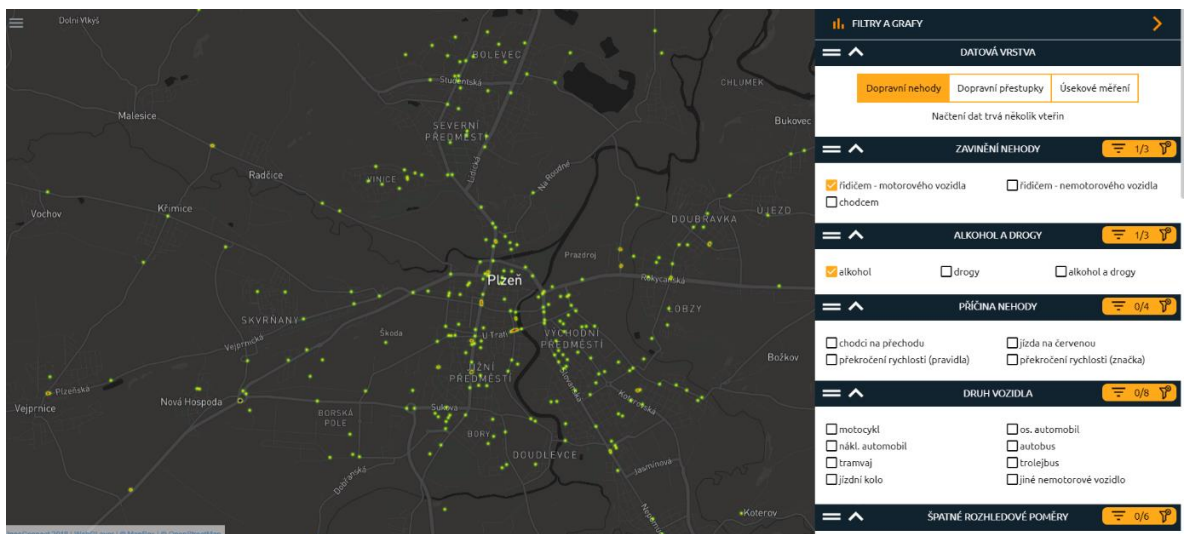 Dolní Vlkýš
BOLEVEC
Studentská
CHLUMEK
Malesice
Bukovec
SEVERNÍ
PŘEDMĚSTÍ
Lidická
Na Roudné
Radčice
VINICE
Křimice
Vochov
DOUBRAVKA
ÚJEZD
Prazdroj
Plzeň
Rokycanská
LOBZY
SKVRŇANY
Škoda
U Trati
VÝCHODNÍ
PŘEDMĚSTÍ
Vejprnická
Božkov
JIŽNÍ
PŘEDMĚSTÍ
Slovanská
Plzeňská
Vejprnice
Nová Hospoda
Koterovská
BORSKÁ
POLE
Sukova
BORY
DOUDLEVCE
Jasmínová
Dobřanská
Koterov
FILTRY A GRAFY
DATOVÁ VRSTVA
Dopravní nehody Dopravní přestupky Úsekové měření
Načtení dat trvá několik vteřin
ZAVINĚNÍ NEHODY 1/3
řidičem - motorového vozidla řidičem - nemotorového vozidla
chodcem
ALKOHOL A DROGY 1/3
alkohol drogy alkohol a drogy
PŘÍČINA NEHODY 0/4
chodci na přechodu jízda na červenou
překročení rychlosti (pravidla) překročení rychlosti (značka)
DRUH VOZIDLA 0/8
motocykl os. automobil
nákl. automobil autobus
tramvaj trolejbus
jízdní kolo jiné nemotorové vozidlo
ŠPATNÉ ROZHLEDOVÉ POMĚRY 0/6